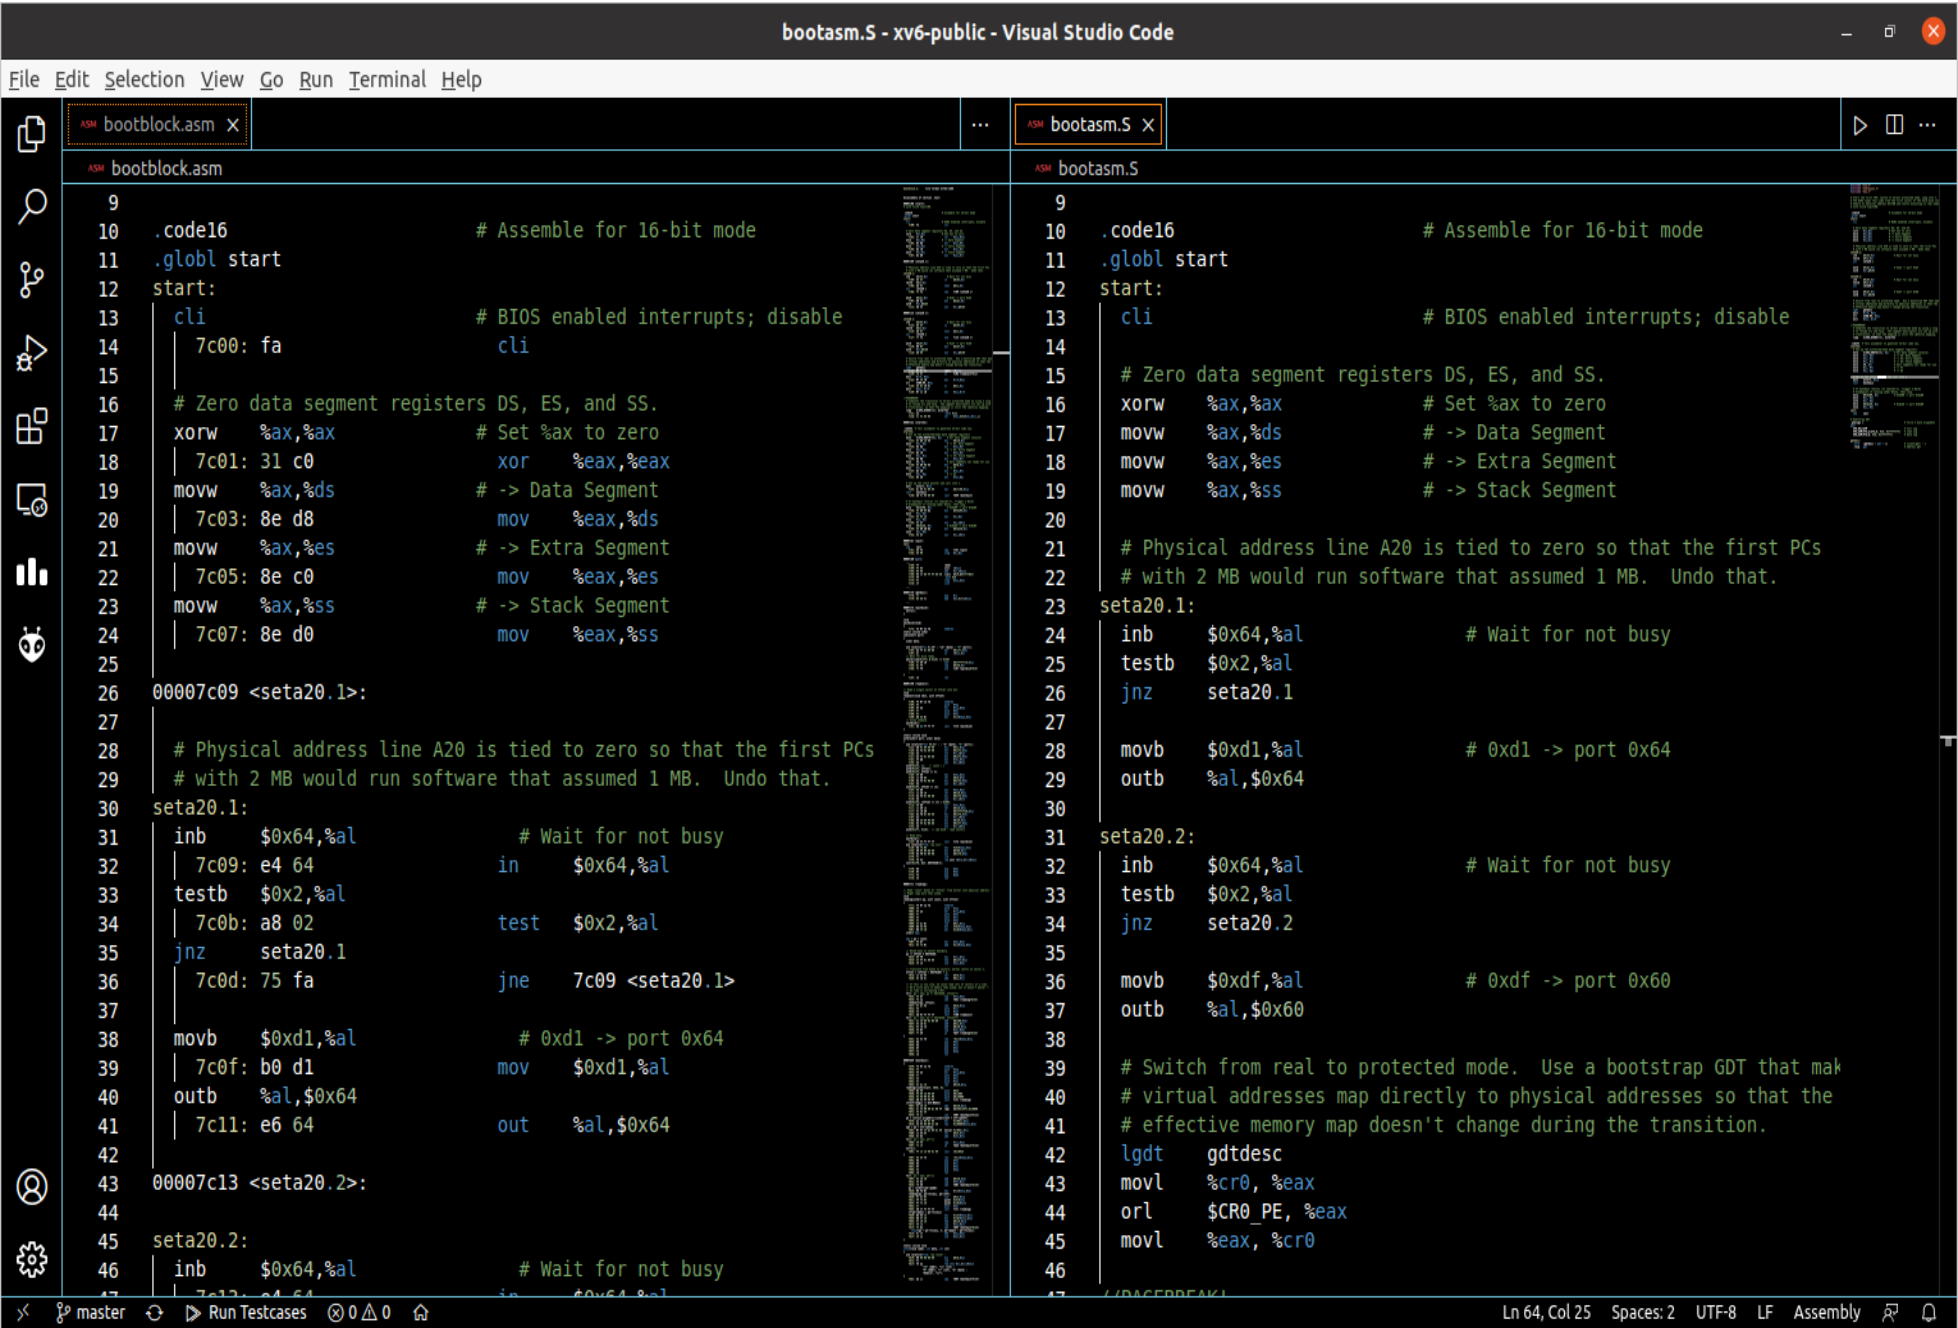 bootasm.S - xv6-public - Visual Studio Code
File Edit Selection View Go Run Terminal Help
ASM bootblock.asm
ASM bootblock.asm
9
10 .code16 # Assemble for 16-bit mode
11 .globl start
12 start:
13 cli # BIOS enabled interrupts; disable
14 7c00: fa cli
15
16 # Zero data segment registers DS, ES, and SS.
17 xorw %ax,%ax # Set %ax to zero
18 7c01: 31 c0 xor %eax,%eax
19 movw %ax,%ds # -> Data Segment
20 7c03: 8e d8 mov %eax,%ds
21 movw %ax,%es # -> Extra Segment
22 7c05: 8e c0 mov %eax,%es
23 movw %ax,%ss # -> Stack Segment
24 7c07: 8e d0 mov %eax,%ss
25
26 00007c09 <seta20.1>:
27
28 # Physical address line A20 is tied to zero so that the first PCs
29 # with 2 MB would run software that assumed 1 MB.  Undo that.
30 seta20.1:
31 inb $0x64,%al # Wait for not busy
32 7c09: e4 64 in $0x64,%al
33 testb $0x2,%al
34 7c0b: a8 02 test $0x2,%al
35 jnz seta20.1
36 7c0d: 75 fa jne 7c09 <seta20.1>
37
38 movb $0xd1,%al # 0xd1 -> port 0x64
39 7c0f: b0 d1 mov $0xd1,%al
40 outb %al,$0x64
41 7c11: e6 64 out %al,$0x64
42
43 00007c13 <seta20.2>:
44
45 seta20.2:
46 inb $0x64,%al # Wait for not busy
ASM bootasm.S
ASM bootasm.S
9
10 .code16 # Assemble for 16-bit mode
11 .globl start
12 start:
13 cli # BIOS enabled interrupts; disable
14
15 # Zero data segment registers DS, ES, and SS.
16 xorw %ax,%ax # Set %ax to zero
17 movw %ax,%ds # -> Data Segment
18 movw %ax,%es # -> Extra Segment
19 movw %ax,%ss # -> Stack Segment
20
21 # Physical address line A20 is tied to zero so that the first PCs
22 # with 2 MB would run software that assumed 1 MB.  Undo that.
23 seta20.1:
24 inb $0x64,%al # Wait for not busy
25 testb $0x2,%al
26 jnz seta20.1
27
28 movb $0xd1,%al # 0xd1 -> port 0x64
29 outb %al,$0x64
30
31 seta20.2:
32 inb $0x64,%al # Wait for not busy
33 testb $0x2,%al
34 jnz seta20.2
35
36 movb $0xdf,%al # 0xdf -> port 0x60
37 outb %al,$0x60
38
39 # Switch from real to protected mode.  Use a bootstrap GDT that mak
40 # virtual addresses map directly to physical addresses so that the
41 # effective memory map doesn't change during the transition.
42 lgdt gdtdesc
43 movl %cr0, %eax
44 orl $CR0_PE, %eax
45 movl %eax, %cr0
46
master Run Testcases 0 0 Ln 64, Col 25 Spaces: 2 UTF-8 LF Assembly